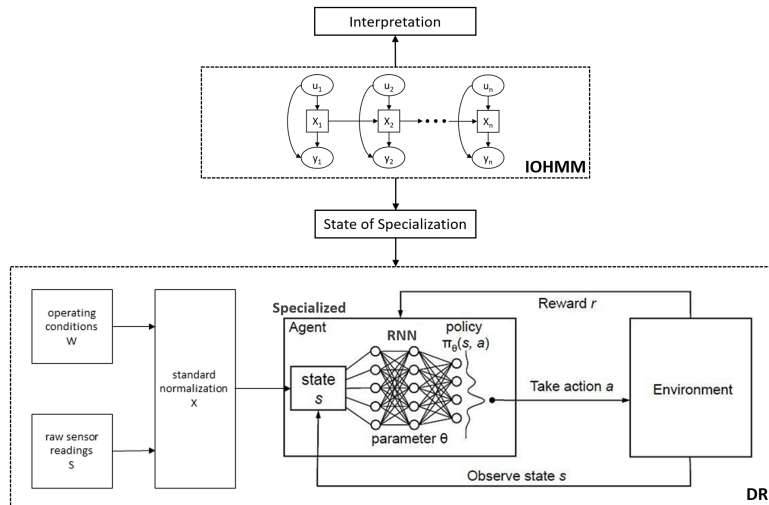 Interpretation
u1 u2 un
X1 X2 Xn
y1 y2 yn
IOHMM
State of Specialization
operating
conditions
W
raw sensor
readings
S
standard
normalization
X
Specialized
Agent
RNN
policy
πθ(s, a)
state
s
parameter θ
Reward r
Take action a
Environment
Observe state s
DR